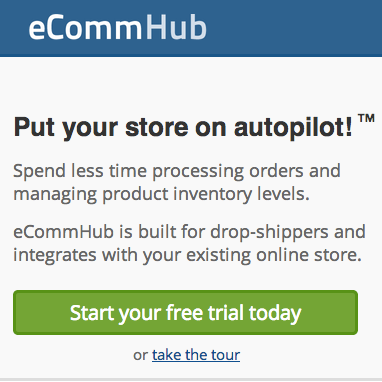 eCommHub
Put your store on autopilot!™
Spend less time processing orders and
managing product inventory levels.
eCommHub is built for drop-shippers and
integrates with your existing online store.
Start your free trial today
or take the tour